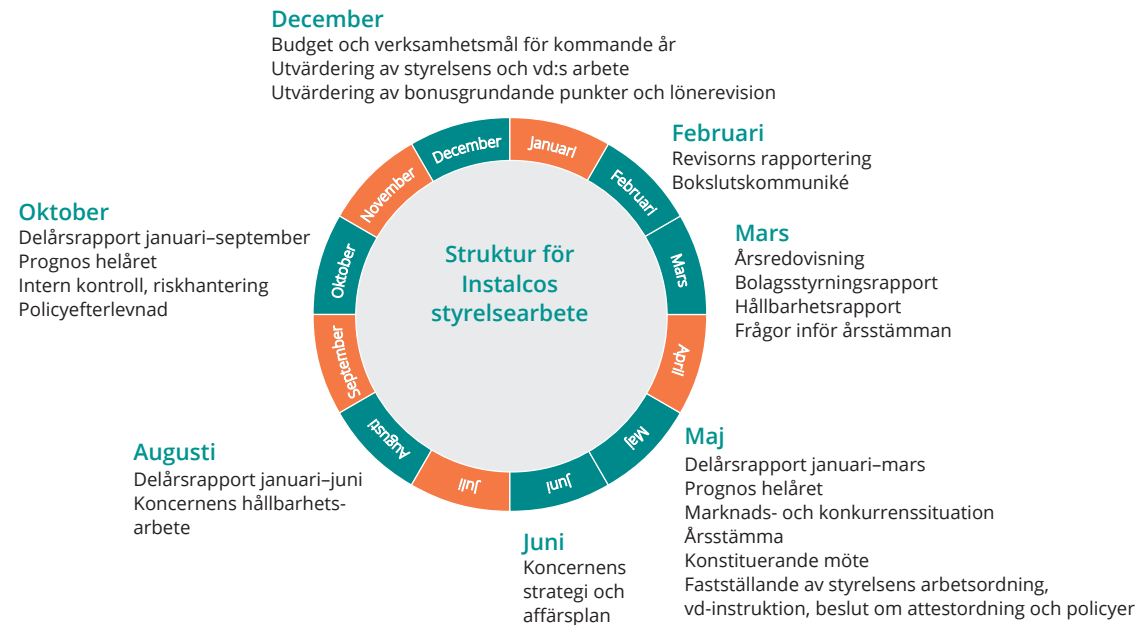 December
Budget och verksamhetsmål för kommande år
Utvärdering av styrelsens och vd:s arbete
Utvärdering av bonusgrundande punkter och lönerevision
Februari
Revisorns rapportering
Bokslutskommuniké
Mars
Årsredovisning
Bolagsstyrningsrapport
Hållbarhetsrapport
Frågor inför årsstämman
Maj
Delårsrapport januari–mars
Prognos helåret
Marknads- och konkurrenssituation
Årsstämma
Konstituerande möte
Fastställande av styrelsens arbetsordning,
vd-instruktion, beslut om attestordning och policyer
Juni
Koncernens
strategi och
affärsplan
Augusti
Delårsrapport januari–juni
Koncernens hållbarhets-
arbete
Oktober
Delårsrapport januari–september
Prognos helåret
Intern kontroll, riskhantering
Policyefterlevnad
Januari
Februari
Mars
April
Maj
Juni
Juli
Augusti
September
Oktober
November
December
Struktur för
Instalcos
styrelsearbete